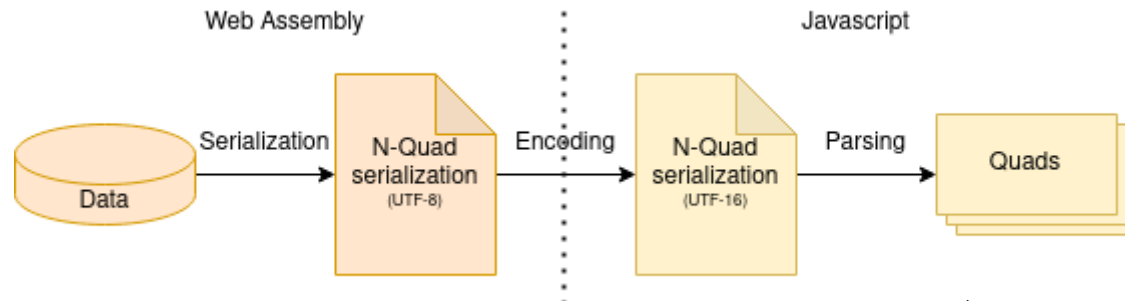 Web Assembly
Javascript
Serialization
Encoding
Parsing
Data
N-Quad
serialization
(UTF-8)
N-Quad
serialization
(UTF-16)
Quads